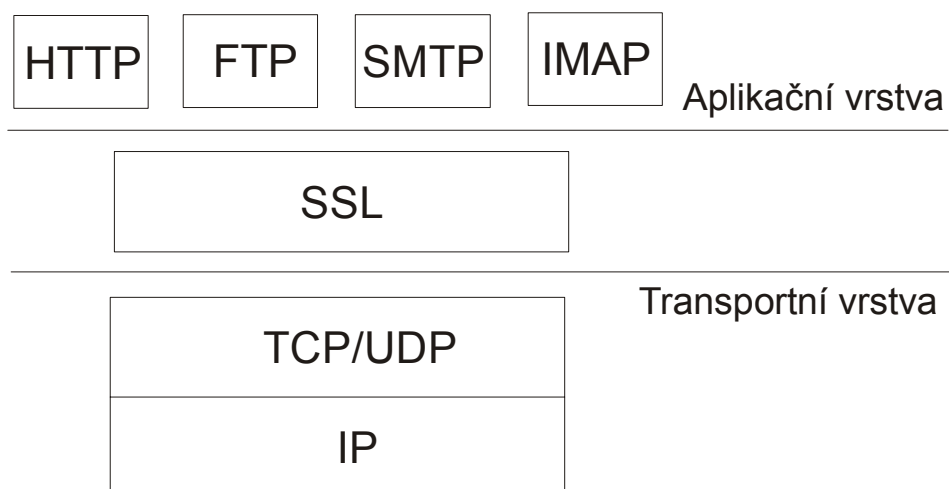 HTTP FTP SMTP IMAP
Aplikační vrstva
SSL
Transportní vrstva
TCP/UDP
IP